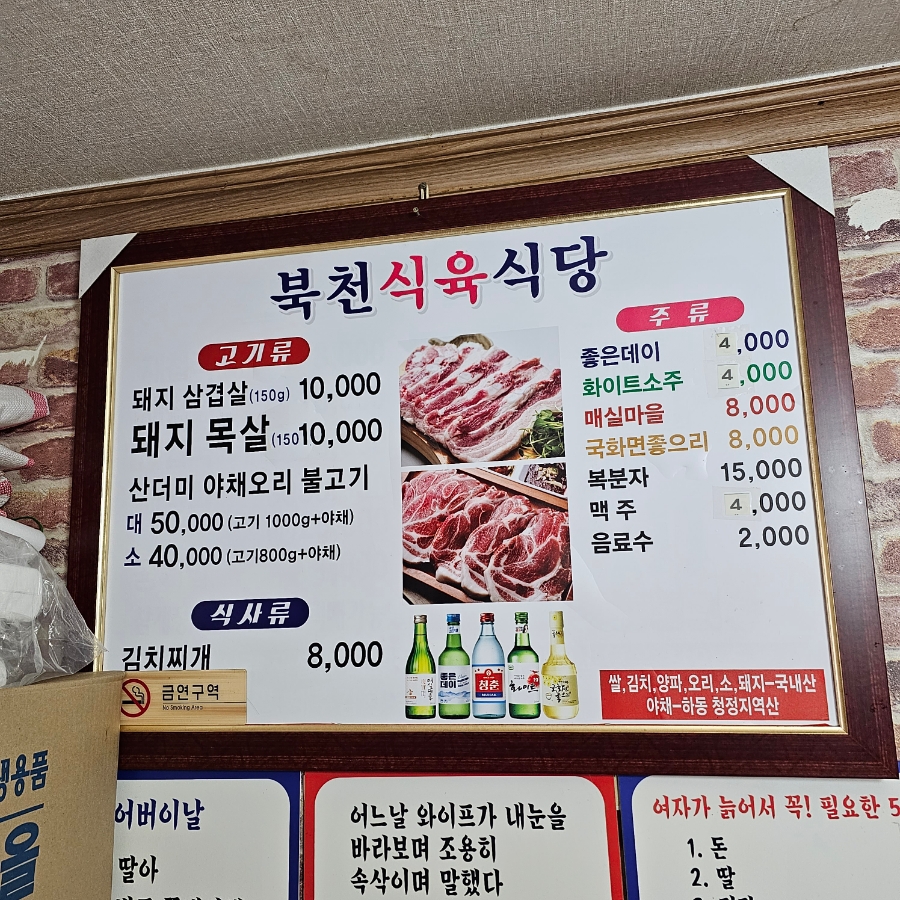 북천식육식당
고기류
돼지 삼겹살(150g) 10,000
돼지 목살(150 10,000
산더미 야채오리 불고기
대 50,000 (고기 1000g+야채)
소 40,000 (고기800g+야채)
식사류
김치찌개 8,000
금연구역
No Smoking Area
주류
좋은데이 4,000
화이트소주 4,000
매실마을 8,000
국화면좋으리 8,000
복분자 15,000
맥주 4,000
음료수 2,000
좋은
데이
청춘
쌀,김치,양파,오리,소,돼지-국내산
야채-하동 청정지역산
생용품
어버이날
딸아
어느날 와이프가 내눈을
바라보며 조용히
속삭이며 말했다
여자가 늙어서 꼭! 필요한 5
1. 돈
2. 딸